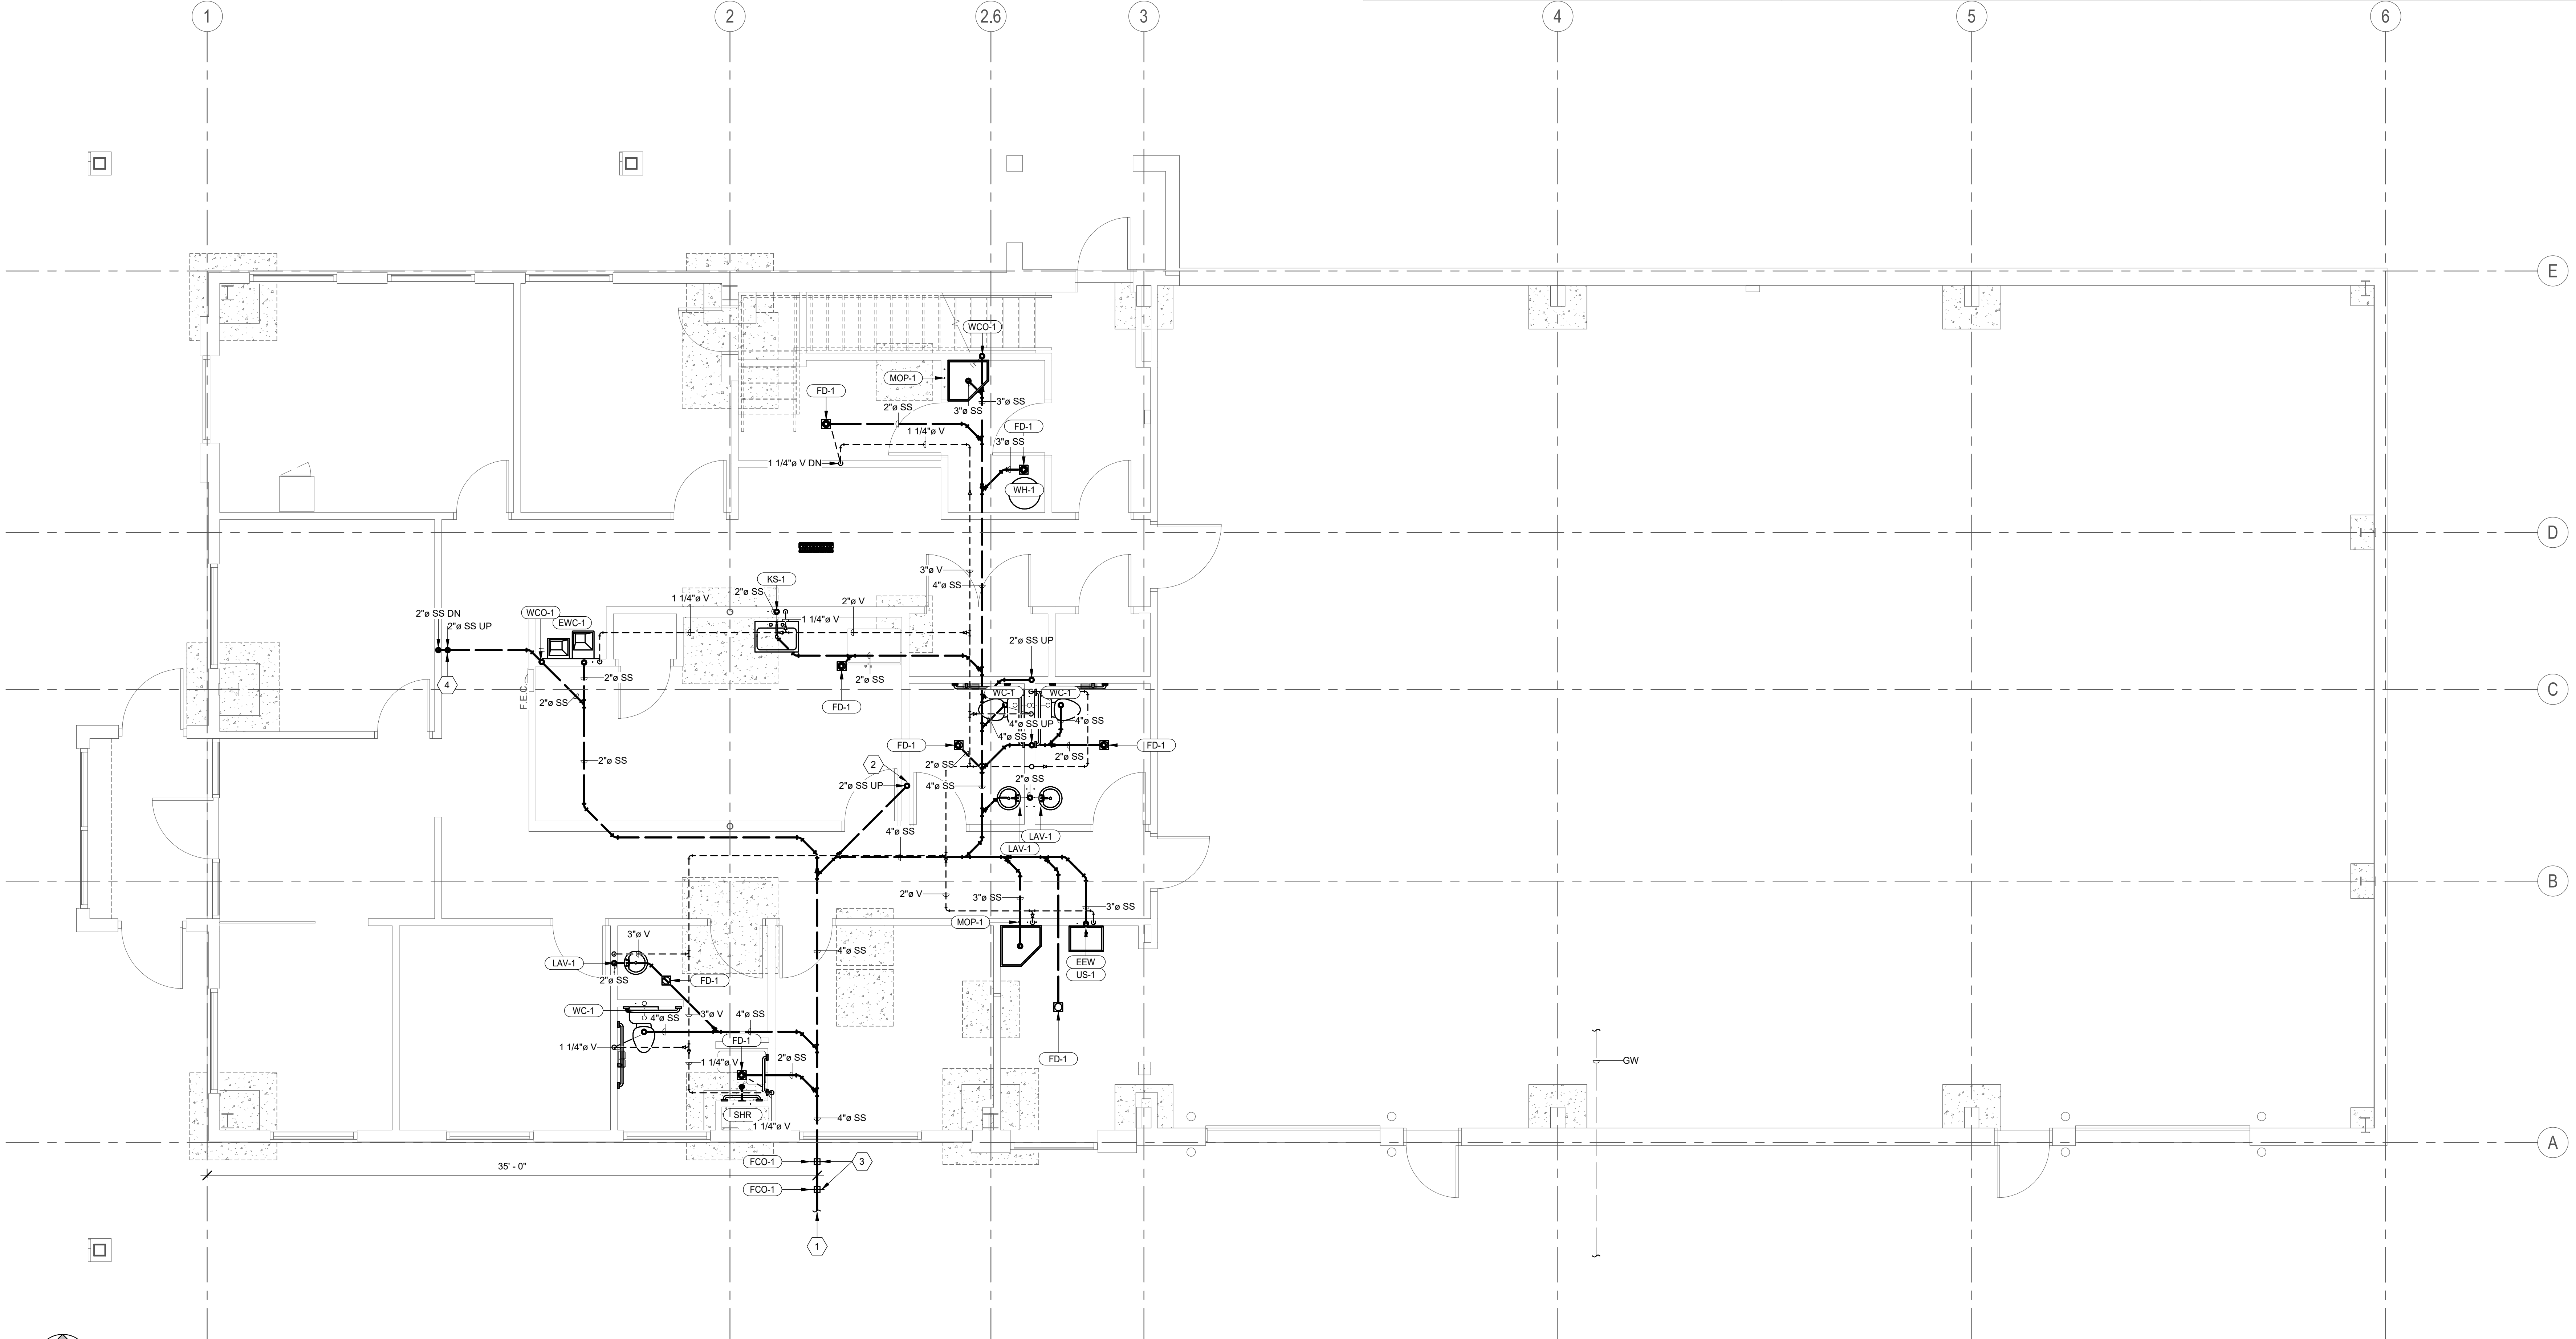 1
2
2.6
3
4
5
6
E
WCO-1
MOP-1
FD-1
3"ø SS
2"ø SS
3"ø SS
FD-1
1 1/4"ø V
3"ø SS
1 1/4"ø V DN
WH-1
D
3"ø V
KS-1
4"ø SS
2"ø SS
1 1/4"ø V
2"ø V
2"ø SS DN
WCO-1
2"ø SS UP
EWC-1
1 1/4"ø V
2"ø SS UP
2"ø SS
2"ø SS
4
F.E.C.
2"ø SS
FD-1
WC-1
WC-1
C
4"ø SS
4"ø SS UP
4"ø SS
FD-1
FD-1
2"ø SS
2"ø SS
2"ø SS
2
2"ø SS
2"ø SS UP
4"ø SS
4"ø SS
LAV-1
LAV-1
B
2"ø V
3"ø SS
3"ø SS
MOP-1
3"ø V
4"ø SS
LAV-1
EEW
US-1
2"ø SS
FD-1
WC-1
4"ø SS
3"ø V
4"ø SS
FD-1
1 1/4"ø V
2"ø SS
1 1/4"ø V
FD-1
GW
SHR
4"ø SS
1 1/4"ø V
A
FCO-1
3
35' - 0"
FCO-1
1